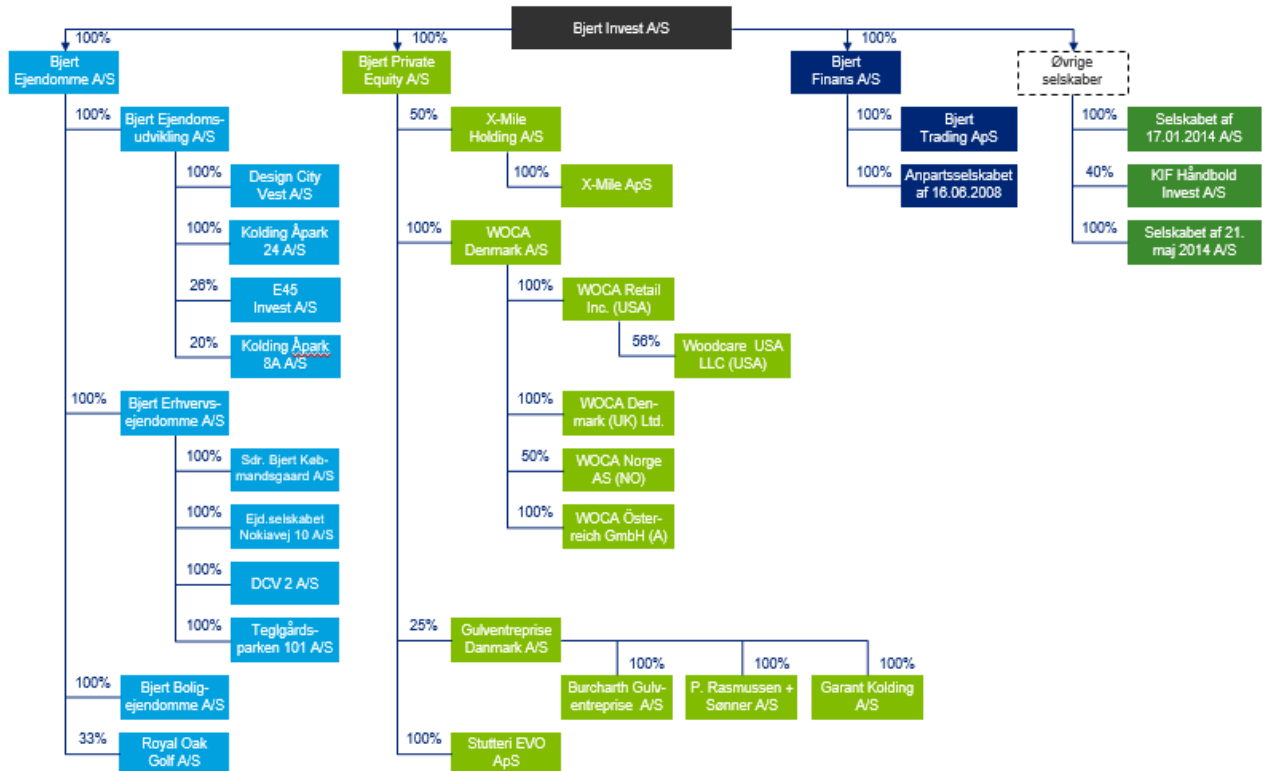 Bjert Invest A/S
100%
100%
100%
100%
Bjert
Ejendomme A/S
Bjert Private
Equity A/S
Bjert
Finans A/S
Øvrige
selskaber
100%
Bjert Ejendoms-
udvikling A/S
100%
Design City
Vest A/S
100%
Kolding Åpark
24 A/S
26%
E45
Invest A/S
20%
Kolding Åpark
8A A/S
100%
Bjert Erhvervs-
ejendomme A/S
100%
Sdr. Bjert Køb-
mandsgaard A/S
100%
Ejd.selskabet
Nokiavej 10 A/S
100%
DCV 2 A/S
100%
Teglgårds-
parken 101 A/S
100%
Bjert Bolig-
ejendomme A/S
33%
Royal Oak
Golf A/S
50%
X-Mile
Holding A/S
100%
X-Mile ApS
100%
WOCA
Denmark A/S
100%
WOCA Retail
Inc. (USA)
56%
Woodcare USA
LLC (USA)
100%
WOCA Den-
mark (UK) Ltd.
50%
WOCA Norge
AS (NO)
100%
WOCA Öster-
reich GmbH (A)
25%
Gulventreprise
Danmark A/S
100%
Burcharth Gulv-
entreprise A/S
100%
P. Rasmussen +
Sønner A/S
100%
Garant Kolding
A/S
100%
Stutteri EVO
ApS
100%
Bjert
Trading ApS
100%
Anpartsselskabet
af 16.06.2008
100%
Selskabet af
17.01.2014 A/S
40%
KIF Håndbold
Invest A/S
100%
Selskabet af 21.
maj 2014 A/S